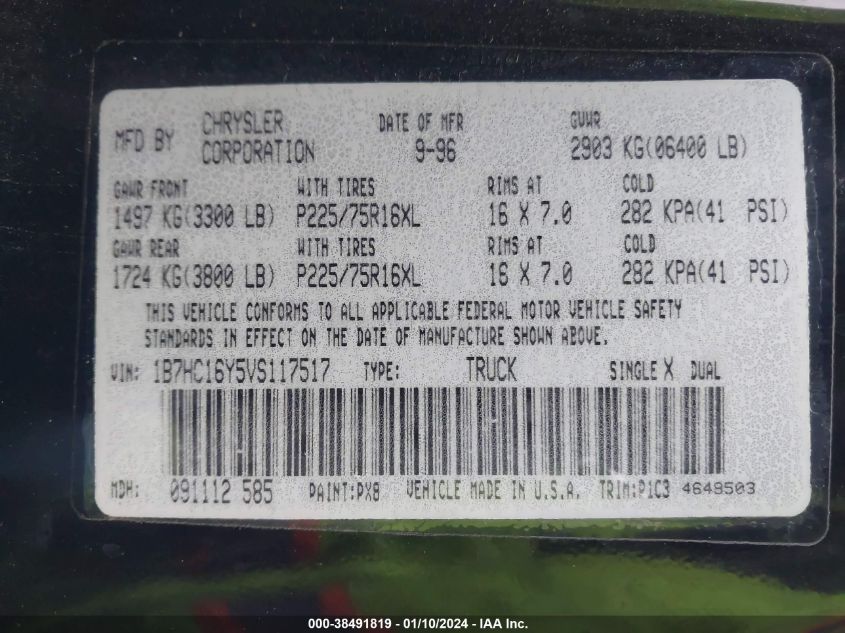 MFD BY CHRYSLER CORPORATION DATE OF MFR 9-96 GVWR 2903 KG(06400 LB)
GAWR FRONT WITH TIRES RIMS AT COLD
1497 KG(3300 LB) P225/75R16XL 16 X 7.0 282 KPA(41 PSI)
GAWR REAR WITH TIRES RIMS AT COLD
1724 KG(3800 LB) P225/75R16XL 16 X 7.0 282 KPA(41 PSI)
THIS VEHICLE CONFORMS TO ALL APPLICABLE FEDERAL MOTOR VEHICLE SAFETY
STANDARDS IN EFFECT ON THE DATE OF MANUFACTURE SHOWN ABOVE.
VIN: 1B7HC16Y5VS117517 TYPE: TRUCK SINGLE X DUAL
MDH: 091112 585 PAINT:PX8 VEHICLE MADE IN U.S.A. TRIM:P1C3 4648503
000-38491819 - 01/10/2024 - IAA Inc.